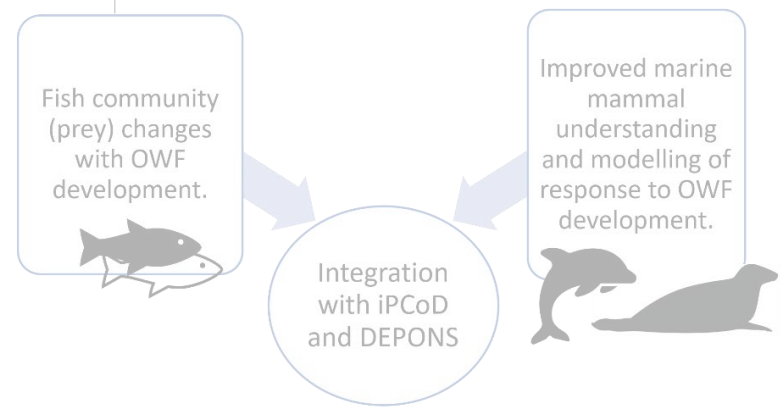 Fish community
(prey) changes
with OWF
development.
Improved marine
mammal
understanding
and modelling of
response to OWF
development.
Integration
with iPCoD
and DEPONS